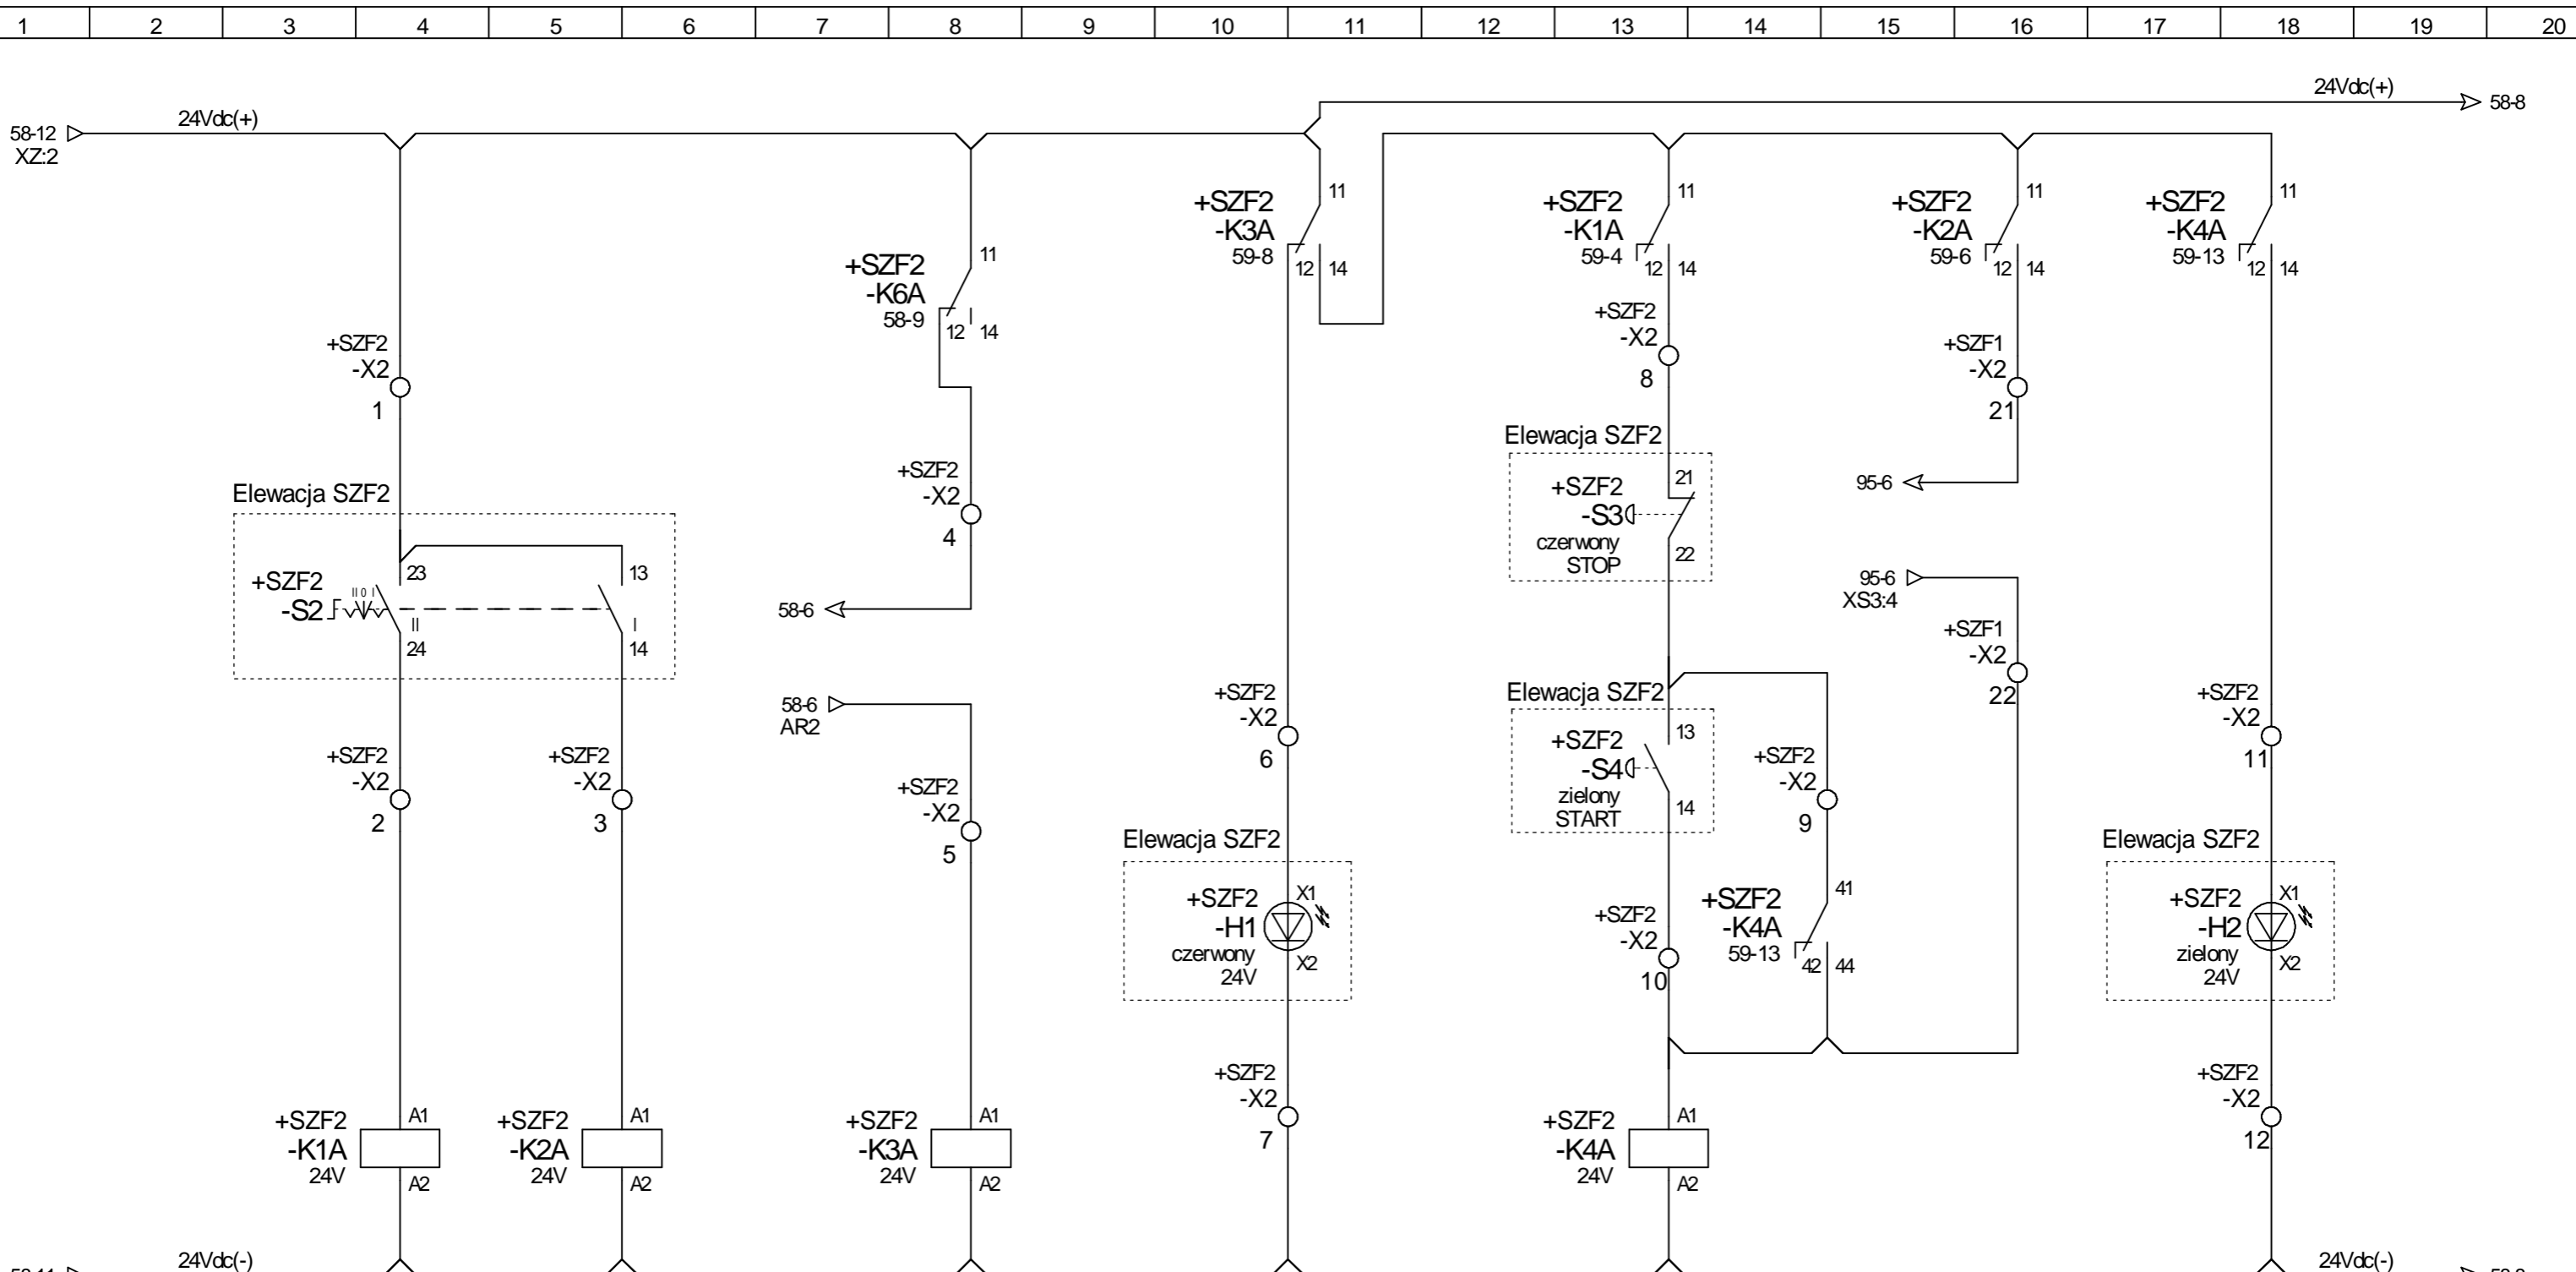 1 2 3 4 5 6 7 8 9 10 11 12 13 14 15 16 17 18 19 20
24Vdc(+)
58-8
58-12
XZ:2
24Vdc(+)
+SZF2
-X2
1
Elewacja SZF2
+SZF2
-S2
II 0 I
23
II
24
13
I
14
+SZF2
-X2
2
+SZF2
-X2
3
+SZF2
-K1A
24V
A1
A2
+SZF2
-K2A
24V
A1
A2
+SZF2
-K6A
58-9
11
12 14
+SZF2
-X2
4
58-6
58-6
AR2
+SZF2
-X2
5
+SZF2
-K3A
24V
A1
A2
+SZF2
-K3A
59-8
11
12 14
+SZF2
-X2
6
Elewacja SZF2
+SZF2
-H1
czerwony
24V
X1
X2
+SZF2
-X2
7
+SZF2
-K1A
59-4
11
12 14
+SZF2
-X2
8
Elewacja SZF2
+SZF2
-S3
czerwony
STOP
21
22
Elewacja SZF2
+SZF2
-S4
zielony
START
13
14
+SZF2
-X2
9
+SZF2
-X2
10
+SZF2
-K4A
59-13
41
42 44
+SZF2
-K4A
24V
A1
A2
+SZF2
-K2A
59-6
11
12 14
+SZF1
-X2
21
95-6
95-6
XS3:4
+SZF1
-X2
22
+SZF2
-K4A
59-13
11
12 14
+SZF2
-X2
11
Elewacja SZF2
+SZF2
-H2
zielony
24V
X1
X2
+SZF2
-X2
12
24Vdc(-)
24Vdc(-)